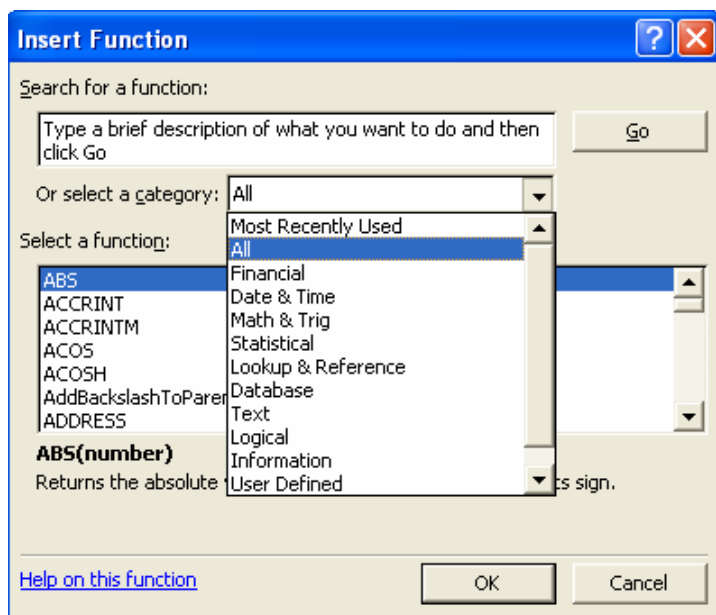 Insert Function
Search for a function:
Type a brief description of what you want to do and then
click Go
Go
Or select a category:
All
Most Recently Used
All
Financial
Date & Time
Math & Trig
Statistical
Lookup & Reference
Database
Text
Logical
Information
User Defined
Select a function:
ABS
ACCRINT
ACCRINTM
ACOS
ACOSH
AddBackslashToParen
ADDRESS
ABS(number)
Returns the absolute
sign.
Help on this function
OK
Cancel